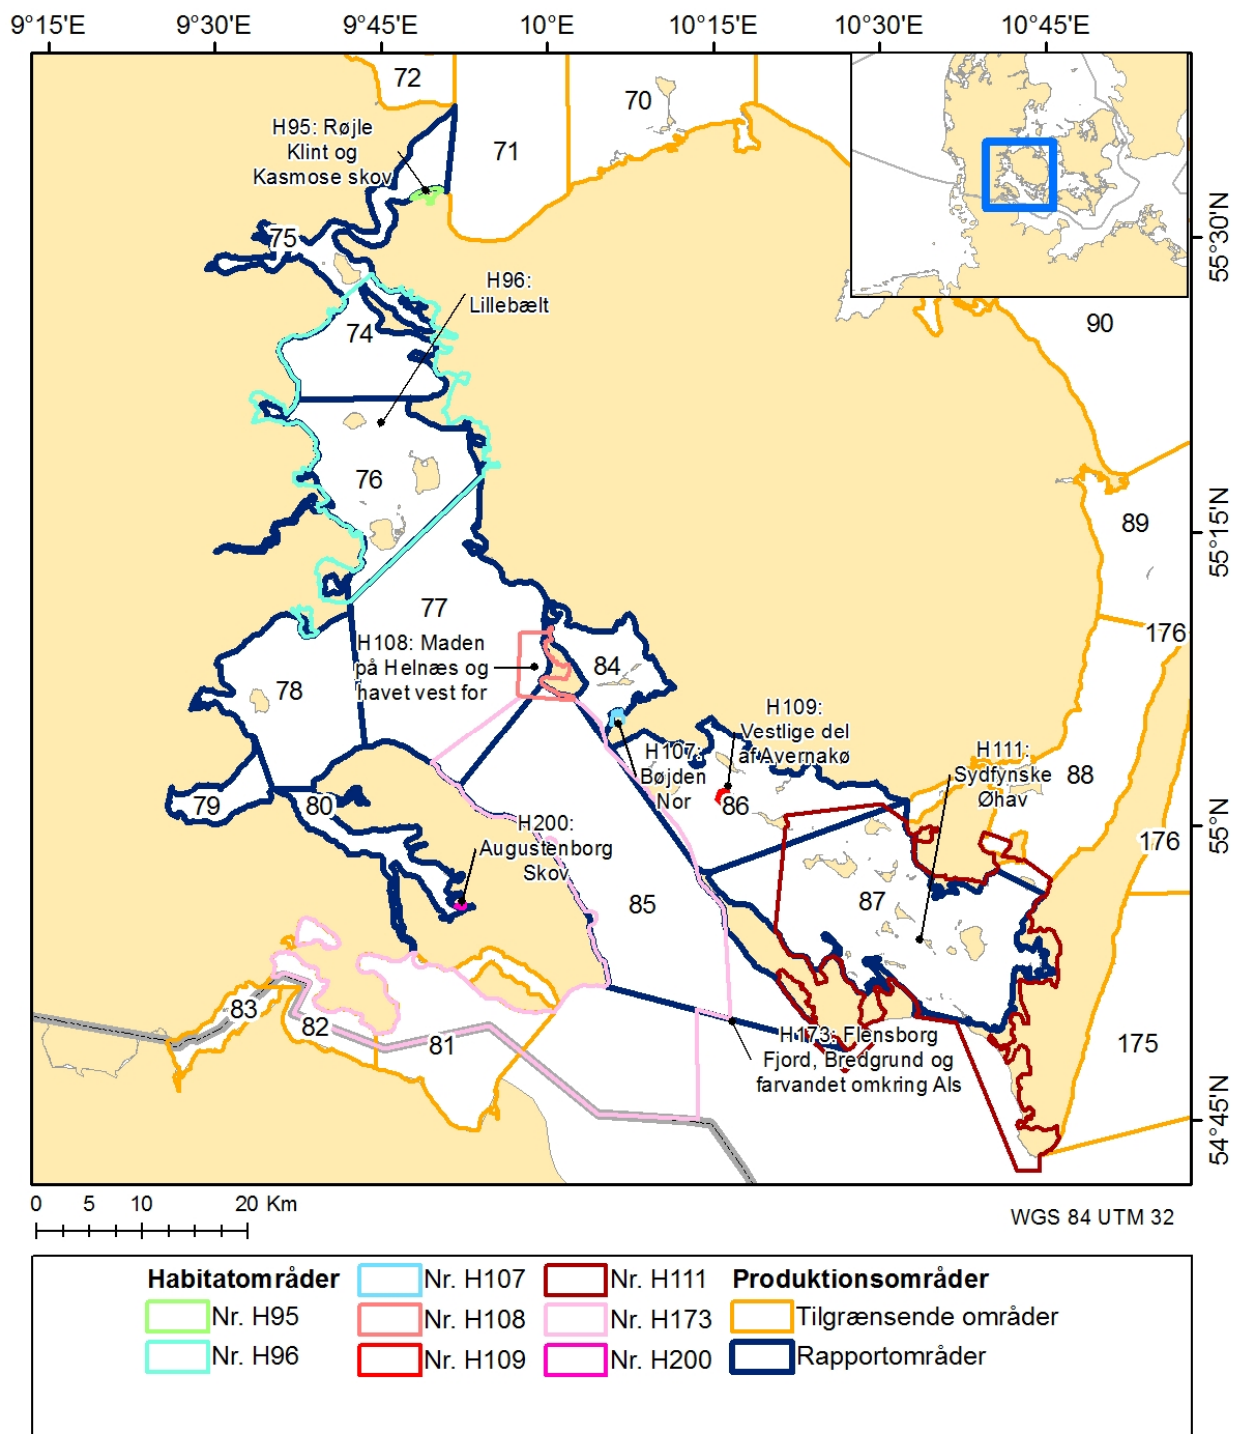 9°15'E 9°30'E 9°45'E 10° 10°15'E 10°30'E 10°45'E
72
70
71
H95: Røjle
Klint og
Kasmose skov
55°30'N
75
H96:
Lillebælt
74
90
76
89
55°15'N
77
176
H108: Maden
på Helnæs og
havet vest for
84
78
H109:
Vestlige del
af Avernakø
H107:
Bøjden
Nor
H111:
Sydfynske
Øhav
88
86
79
80
H200:
Augustenborg
Skov
176
55°N
85
87
83
82
81
H173: Flensborg
Fjord, Bredgrund og
farvandet omkring Als
175
54°45'N
0 5 10 20 Km
WGS 84 UTM 32
Habitatområder
Nr. H95
Nr. H96
Nr. H107
Nr. H108
Nr. H109
Nr. H111
Nr. H173
Nr. H200
Produktionsområder
Tilgrænsende områder
Rapportområder